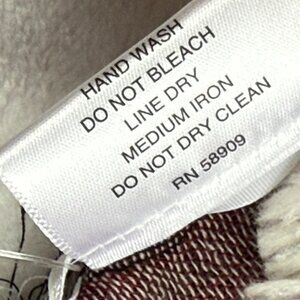 HAND WASH
DO NOT BLEACH
LINE DRY
MEDIUM IRON
DO NOT DRY CLEAN
RN 58909